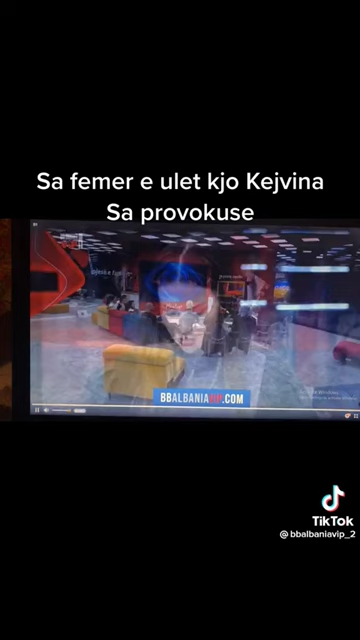 Sa femer e ulet kjo Kejvina
Sa provokuse
BBALBANIAVIP.COM
TikTok
@bbalbaniavip_2